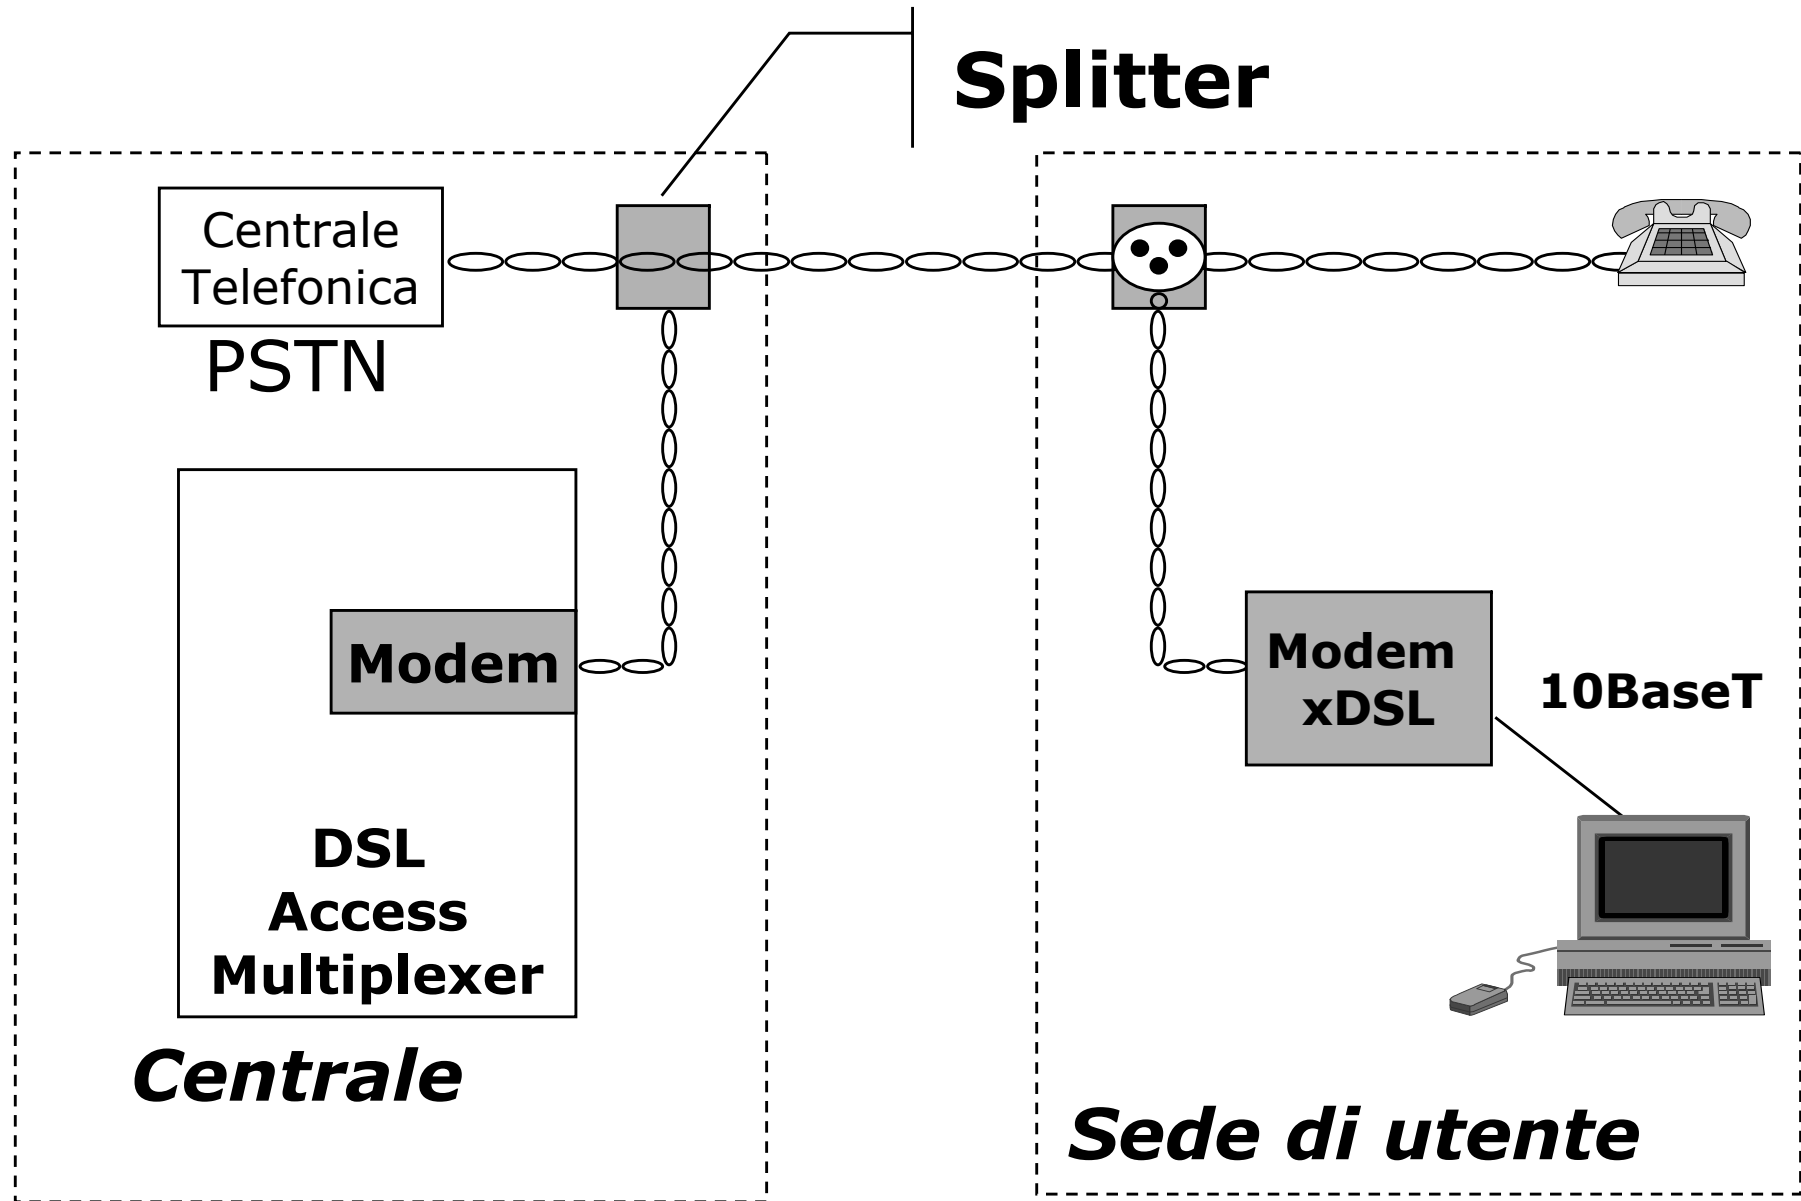 Splitter
Centrale
Telefonica
PSTN
Modem
DSL
Access
Multiplexer
Centrale
Modem
xDSL
10BaseT
Sede di utente